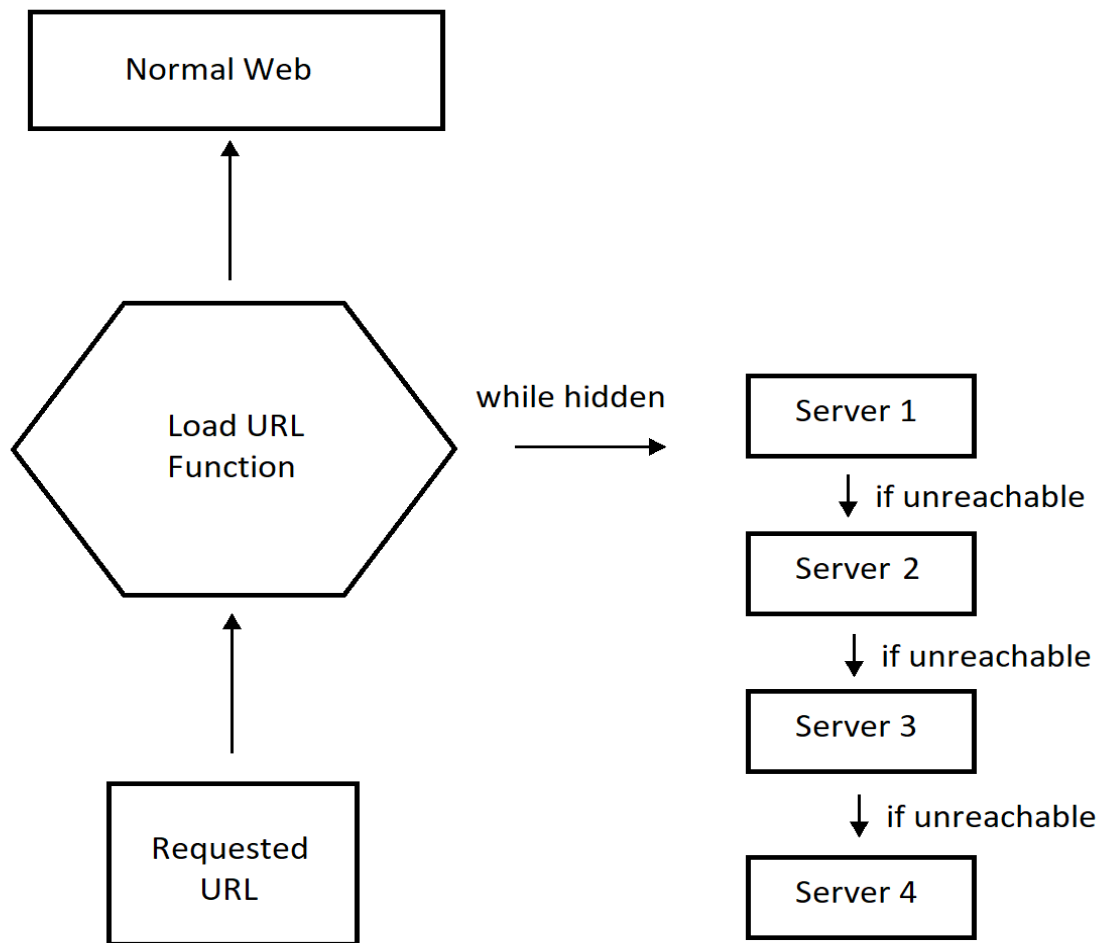 Normal Web
Load URL
Function
while hidden
Server 1
if unreachable
Server 2
if unreachable
Server 3
if unreachable
Server 4
Requested
URL